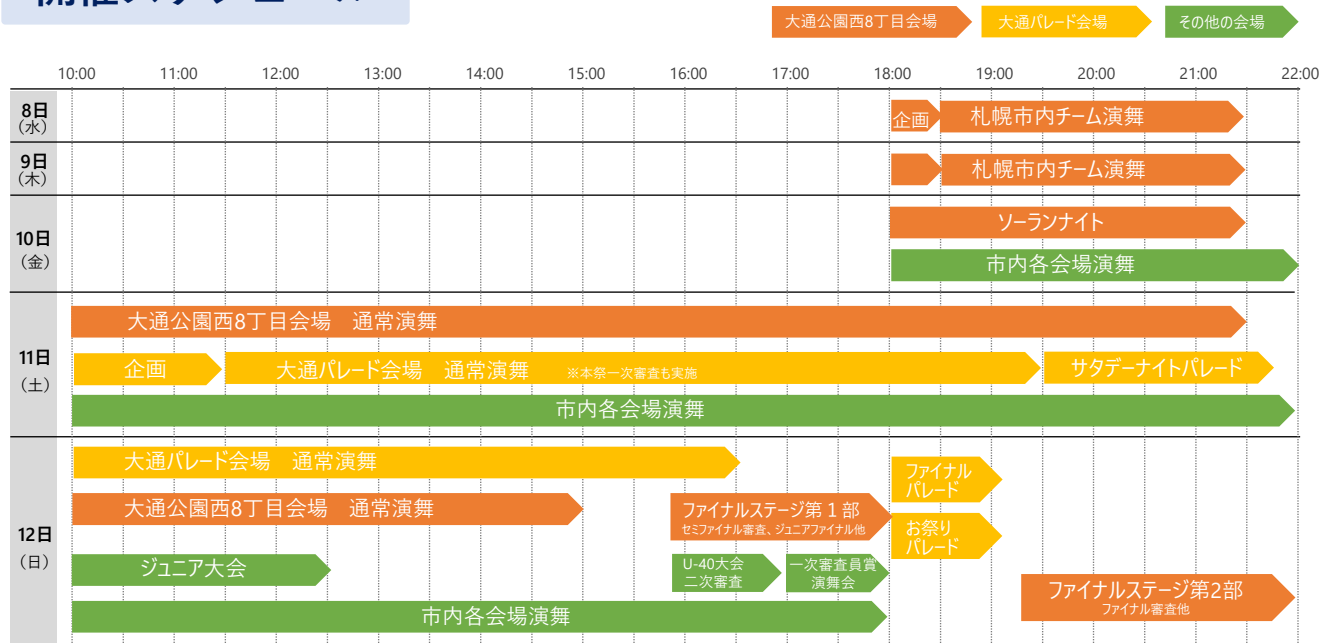 開催スケジュール
大通公園西8丁目会場
大通パレード会場
その他の会場
10:00 11:00 12:00 13:00 14:00 15:00 16:00 17:00 18:00 19:00 20:00 21:00 22:00
8日
(水)
企画
札幌市内チーム演舞
9日
(木)
札幌市内チーム演舞
10日
(金)
ソーランナイト
市内各会場演舞
11日
(土)
大通公園西8丁目会場 通常演舞
企画
大通パレード会場 通常演舞 ※本祭一次審査も実施
サタデーナイトパレード
市内各会場演舞
12日
(日)
大通パレード会場 通常演舞
ファイナル
パレード
大通公園西8丁目会場 通常演舞
ファイナルステージ第1部
セミファイナル審査、ジュニアファイナル他
お祭り
パレード
ジュニア大会
U-40大会
二次審査
一次審査員賞
演舞会
ファイナルステージ第2部
ファイナル審査他
市内各会場演舞